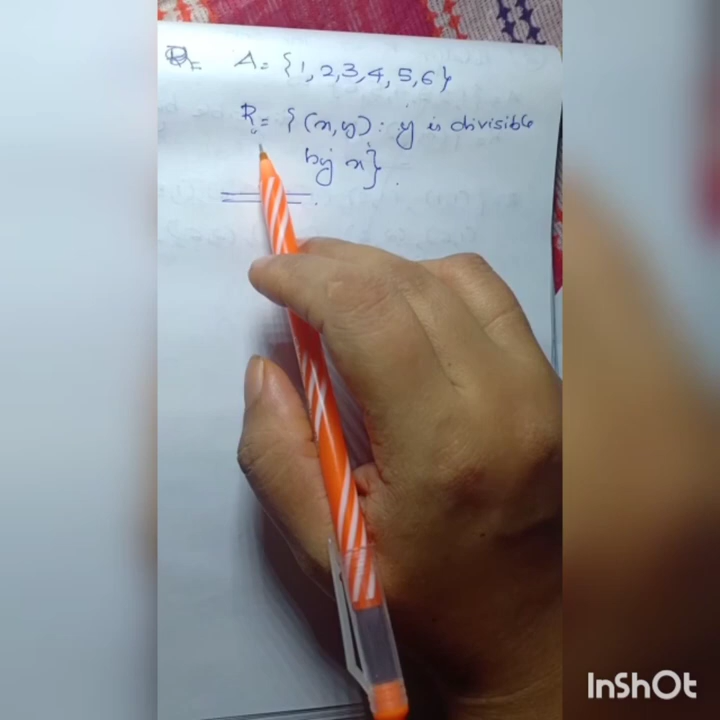 Q= A= {1,2,3,4,5,6}
R= {(x,y): y is divisible
by x}.
InShOt